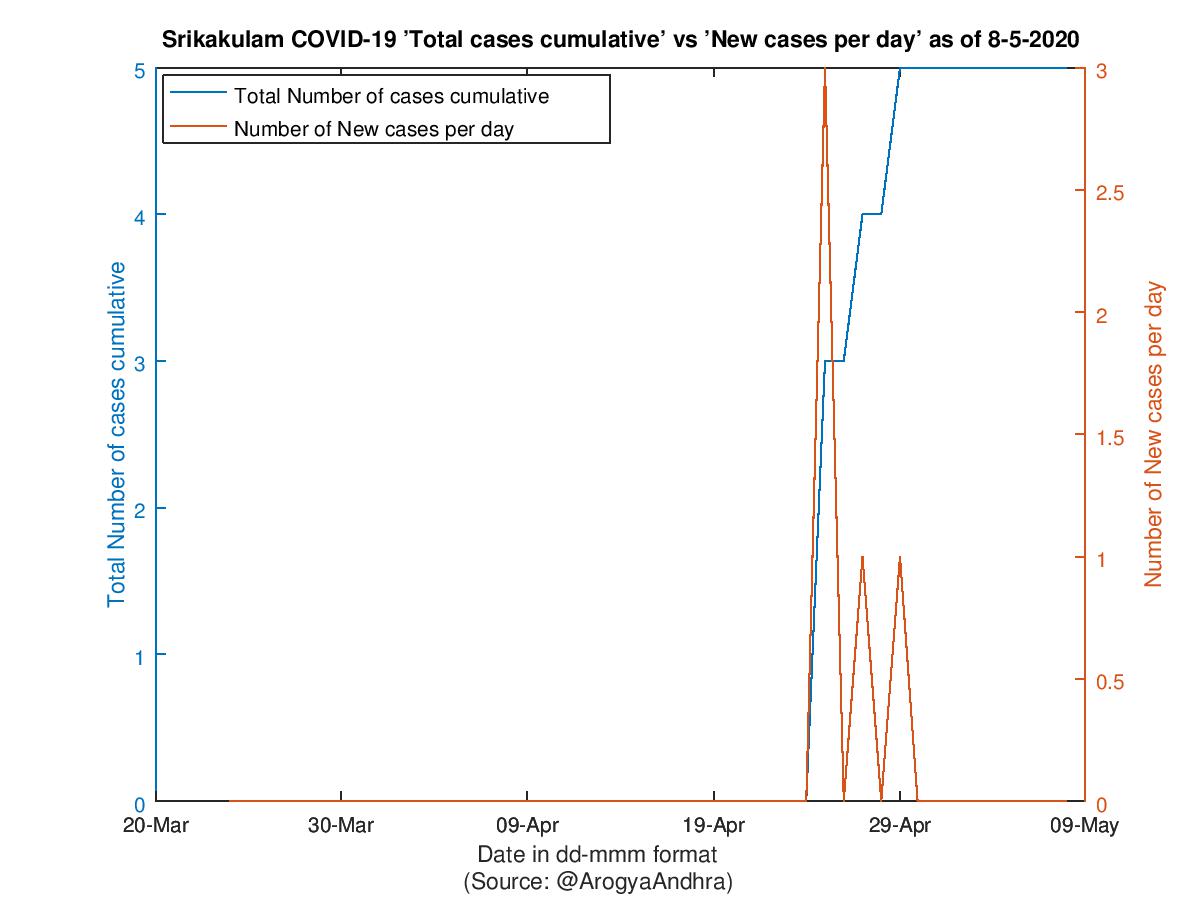 Srikakulam COVID-19 ’Total cases cumulative’ vs ’New cases per day’ as of 8-5-2020
Total Number of cases cumulative
Number of New cases per day
5
4
3
2
1
0
Total Number of cases cumulative
3
2.5
2
1.5
1
0.5
0
Number of New cases per day
20-Mar 30-Mar 09-Apr 19-Apr 29-Apr 09-May
Date in dd-mmm format
(Source: @ArogyaAndhra)